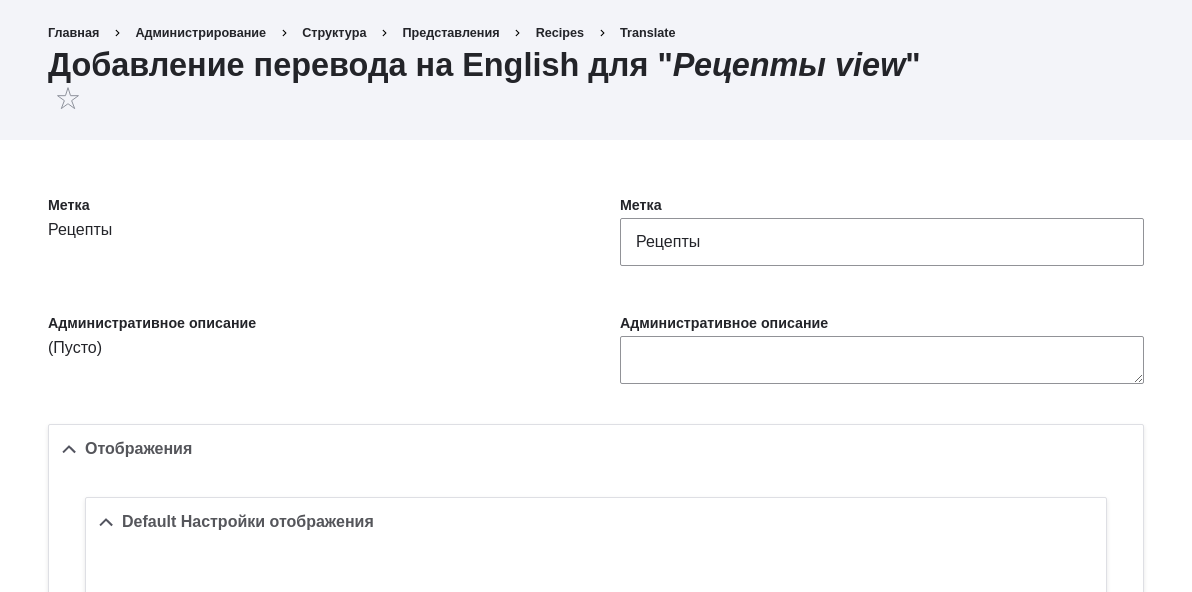 Главная › Администрирование › Структура › Представления › Recipes › Translate
Добавление перевода на English для "Рецепты view"
Метка
Рецепты
Метка
Рецепты
Административное описание
(Пусто)
Административное описание
Отображения
Default Настройки отображения